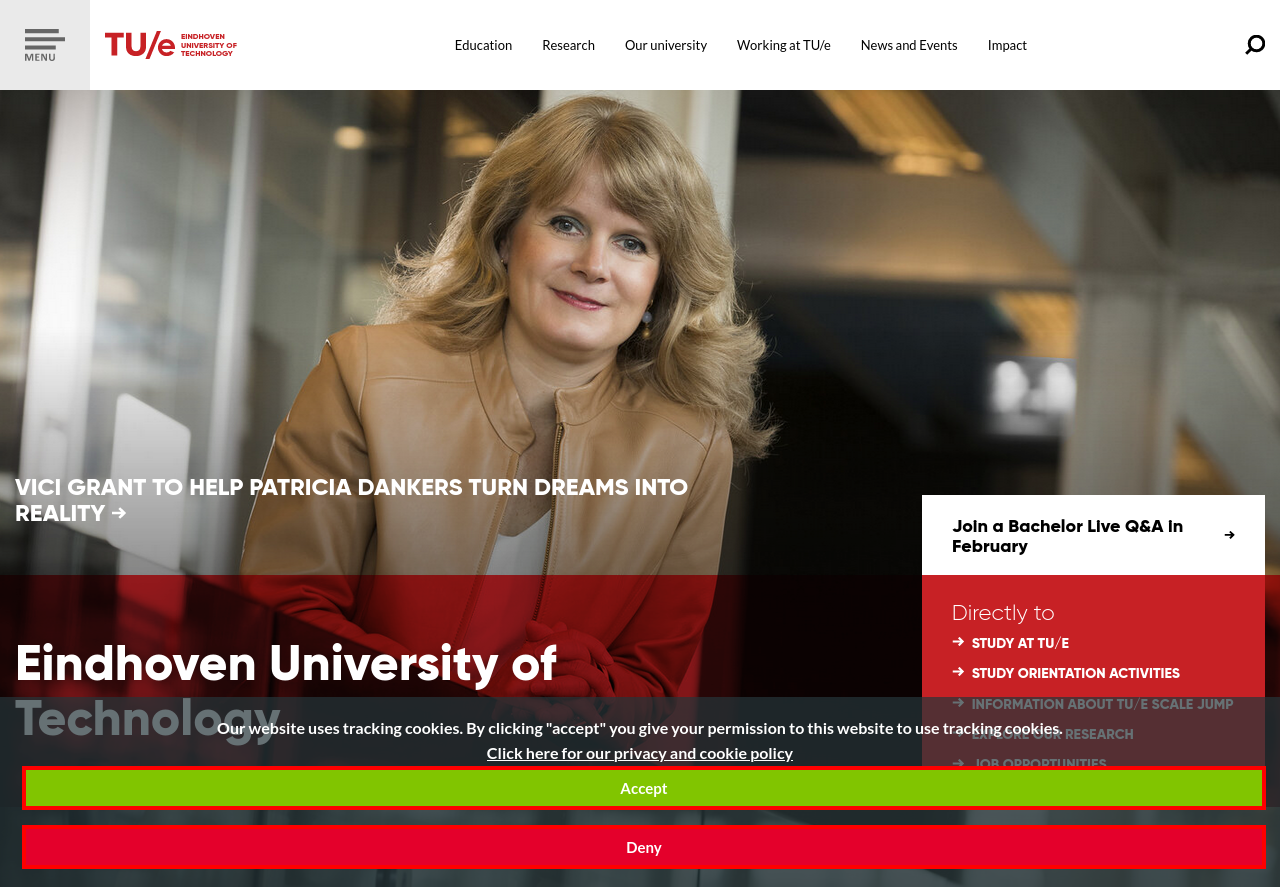 MENU
TU/e
EINDHOVEN
UNIVERSITY OF
TECHNOLOGY
Education
Research
Our university
Working at TU/e
News and Events
Impact
VICI GRANT TO HELP PATRICIA DANKERS TURN DREAMS INTO
REALITY →
Join a Bachelor Live Q&A in
February
Directly to
STUDY AT TU/E
STUDY ORIENTATION ACTIVITIES
INFORMATION ABOUT TU/E SCALE JUMP
EXPLORE OUR RESEARCH
JOB OPPORTUNITIES
Eindhoven University of
Technology
Our website uses tracking cookies. By clicking "accept" you give your permission to this website to use tracking cookies.
Click here for our privacy and cookie policy
Accept
Deny